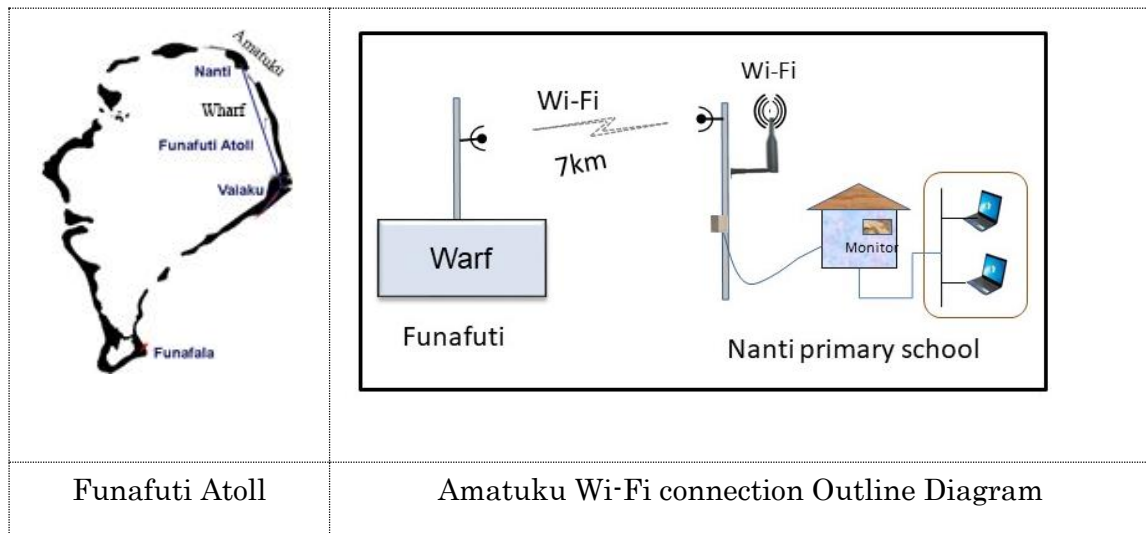 Amatuku
Nanti
Wharf
Funafuti Atoll
Vaiaku
Funafala
Wi-Fi
Wi-Fi
7km
Warf
Monitor
Funafuti
Nanti primary school
Funafuti Atoll
Amatuku Wi-Fi connection Outline Diagram